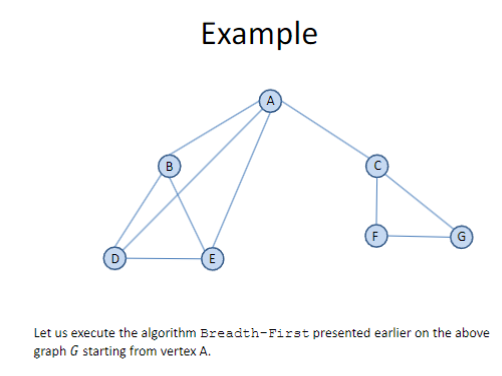 Example
A
B
C
D
E
F
G
Let us execute the algorithm Breadth-First presented earlier on the above
graph G starting from vertex A.